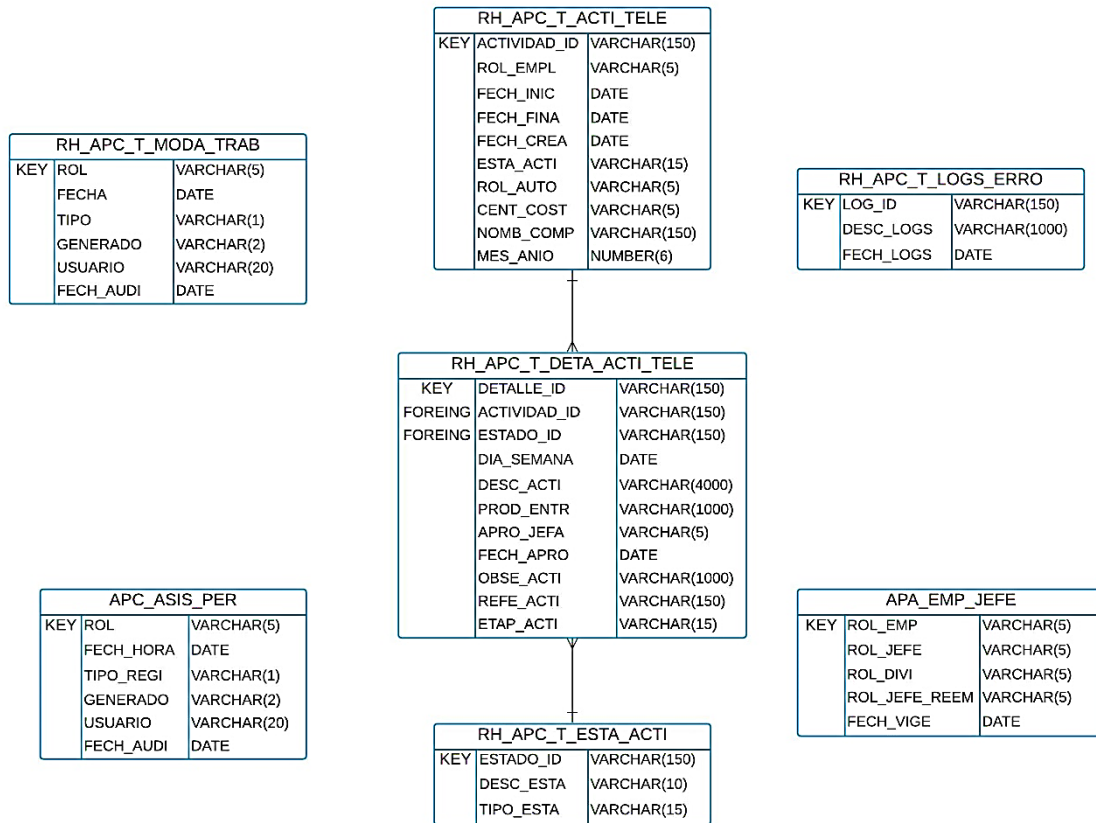 RH_APC_T_ACTI_TELE
KEY ACTIVIDAD_ID VARCHAR(150)
ROL_EMPL VARCHAR(5)
FECH_INIC DATE
FECH_FINA DATE
FECH_CREA DATE
ESTA_ACTI VARCHAR(15)
ROL_AUTO VARCHAR(5)
CENT_COST VARCHAR(5)
NOMB_COMP VARCHAR(150)
MES_ANIO NUMBER(6)
RH_APC_T_MODA_TRAB
KEY ROL VARCHAR(5)
FECHA DATE
TIPO VARCHAR(1)
GENERADO VARCHAR(2)
USUARIO VARCHAR(20)
FECH_AUDI DATE
RH_APC_T_LOGS_ERRO
KEY LOG_ID VARCHAR(150)
DESC_LOGS VARCHAR(1000)
FECH_LOGS DATE
RH_APC_T_DETA_ACTI_TELE
KEY DETALLE_ID VARCHAR(150)
FOREING ACTIVIDAD_ID VARCHAR(150)
FOREING ESTADO_ID VARCHAR(150)
DIA_SEMANA DATE
DESC_ACTI VARCHAR(4000)
PROD_ENTR VARCHAR(1000)
APRO_JEFA VARCHAR(5)
FECH_APRO DATE
OBSE_ACTI VARCHAR(1000)
REFE_ACTI VARCHAR(150)
ETAP_ACTI VARCHAR(15)
APC_ASIS_PER
KEY ROL VARCHAR(5)
FECH_HORA DATE
TIPO_REGI VARCHAR(1)
GENERADO VARCHAR(2)
USUARIO VARCHAR(20)
FECH_AUDI DATE
APA_EMP_JEFE
KEY ROL_EMP VARCHAR(5)
ROL_JEFE VARCHAR(5)
ROL_DIVI VARCHAR(5)
ROL_JEFE_REEM VARCHAR(5)
FECH_VIGE DATE
RH_APC_T_ESTA_ACTI
KEY ESTADO_ID VARCHAR(150)
DESC_ESTA VARCHAR(10)
TIPO_ESTA VARCHAR(15)